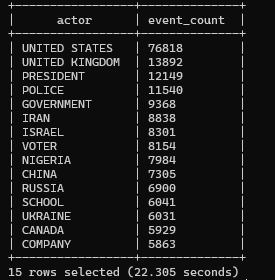 +-----------------+--------------+
|      actor      | event_count  |
+-----------------+--------------+
| UNITED STATES   | 76818        |
| UNITED KINGDOM  | 13892        |
| PRESIDENT       | 12149        |
| POLICE          | 11540        |
| GOVERNMENT      | 9368         |
| IRAN            | 8838         |
| ISRAEL          | 8301         |
| VOTER           | 8154         |
| NIGERIA         | 7984         |
| CHINA           | 7305         |
| RUSSIA          | 6900         |
| SCHOOL          | 6041         |
| UKRAINE         | 6031         |
| CANADA          | 5929         |
| COMPANY         | 5863         |
+-----------------+--------------+
15 rows selected (22.305 seconds)